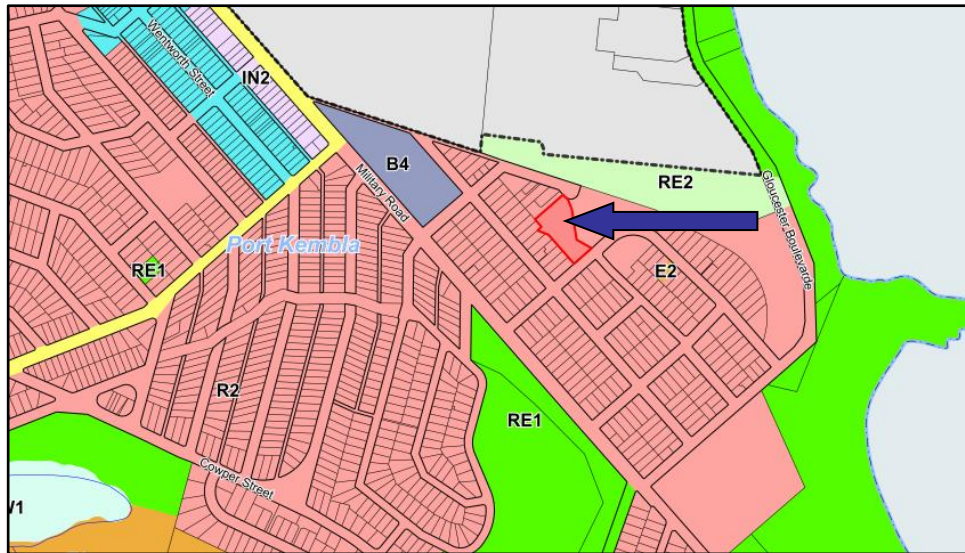 Wentworth Street
IN2
B4
Military Road
RE2
Gloucester Boulevarde
Port Kembla
RE1
E2
R2
RE1
Cowper Street